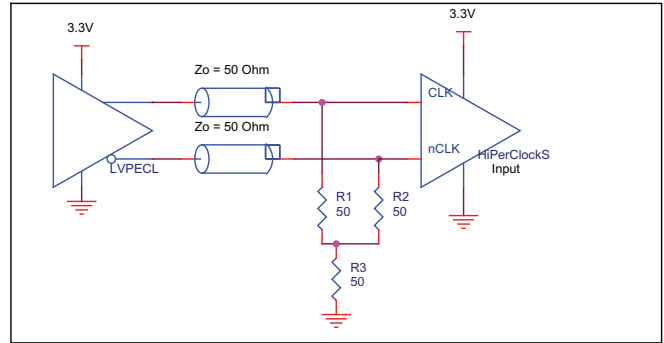 3.3V
3.3V
Zo = 50 Ohm
CLK
Zo = 50 Ohm
nCLK
LVPECL
HiPerClockS
Input
R1
50
R2
50
R3
50